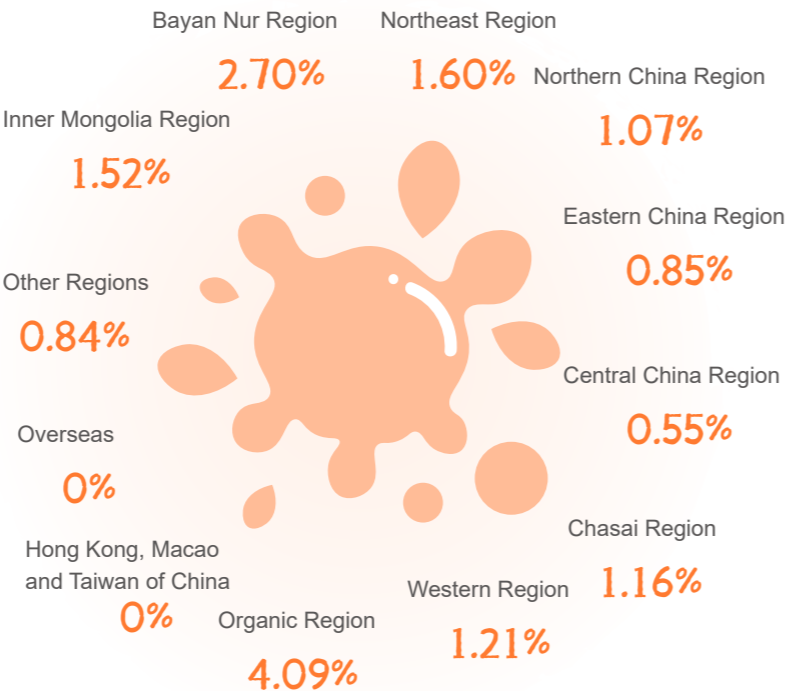 Bayan Nur Region
2.70%
Northeast Region
1.60%
Northern China Region
1.07%
Inner Mongolia Region
1.52%
Eastern China Region
0.85%
Other Regions
0.84%
Central China Region
0.55%
Overseas
0%
Chasai Region
1.16%
Hong Kong, Macao
and Taiwan of China
0%
Western Region
1.21%
Organic Region
4.09%